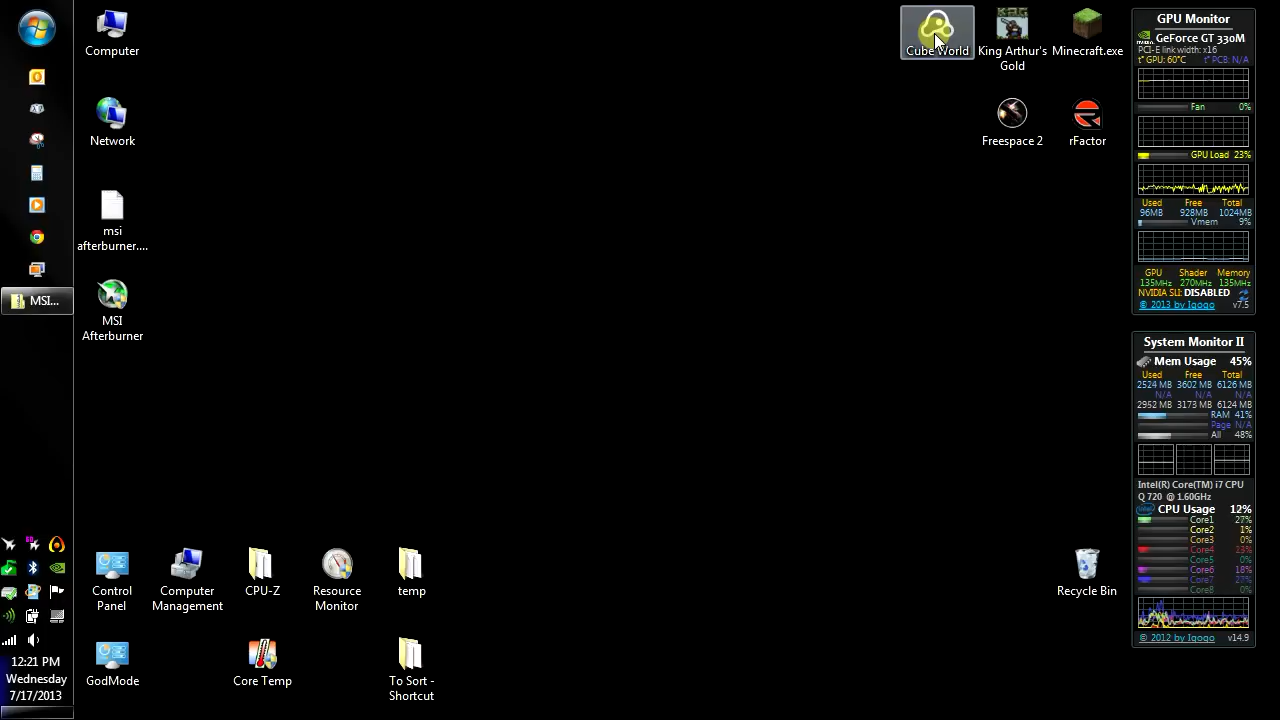 Computer
Network
msi
afterburner....
MSI
Afterburner
MSI...
12:21 PM
Wednesday
7/17/2013
Control
Panel
Computer
Management
CPU-Z
Resource
Monitor
temp
GodMode
Core Temp
To Sort -
Shortcut
Cube World
King Arthur's
Gold
Minecraft.exe
Freespace 2
rFactor
Recycle Bin
GPU Monitor
GeForce GT 330M
PCI-E link width: x16
t° GPU: 60°C t° PCB: N/A
Fan 0%
GPU Load 23%
Used Free Total
96MB 928MB 1024MB
Vmem 9%
GPU Shader Memory
135MHz 270MHz 135MHz
NVIDIA SLI: DISABLED
© 2013 by Igogo v7.5
System Monitor II
Mem Usage 45%
Used Free Total
2524 MB 3602 MB 6126 MB
N/A N/A N/A
2952 MB 3173 MB 6124 MB
RAM 41%
Page N/A
All 48%
Intel(R) Core(TM) i7 CPU
Q 720 @ 1.60GHz
CPU Usage 12%
Core1 27%
Core2 1%
Core3 0%
Core4 23%
Core5 0%
Core6 18%
Core7 27%
Core8 0%
© 2012 by Igogo v14.9